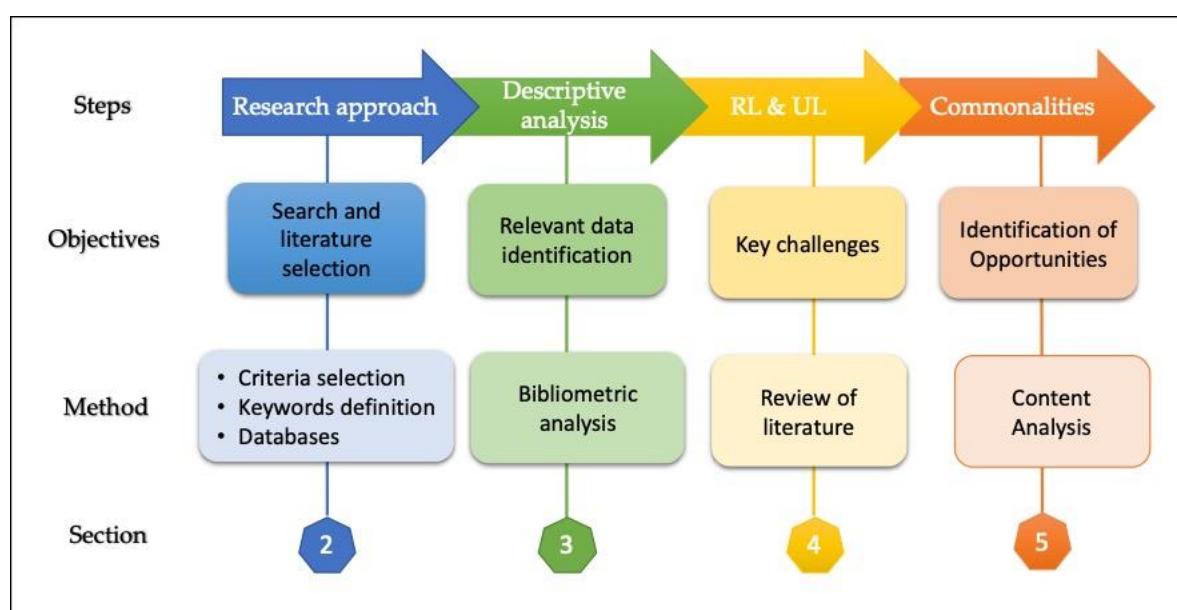 Steps
Research approach
Descriptive
analysis
RL & UL
Commonalities
Objectives
Search and
literature
selection
Relevant data
identification
Key challenges
Identification of
Opportunities
Method
• Criteria selection
• Keywords definition
• Databases
Bibliometric
analysis
Review of
literature
Content
Analysis
Section
2
3
4
5